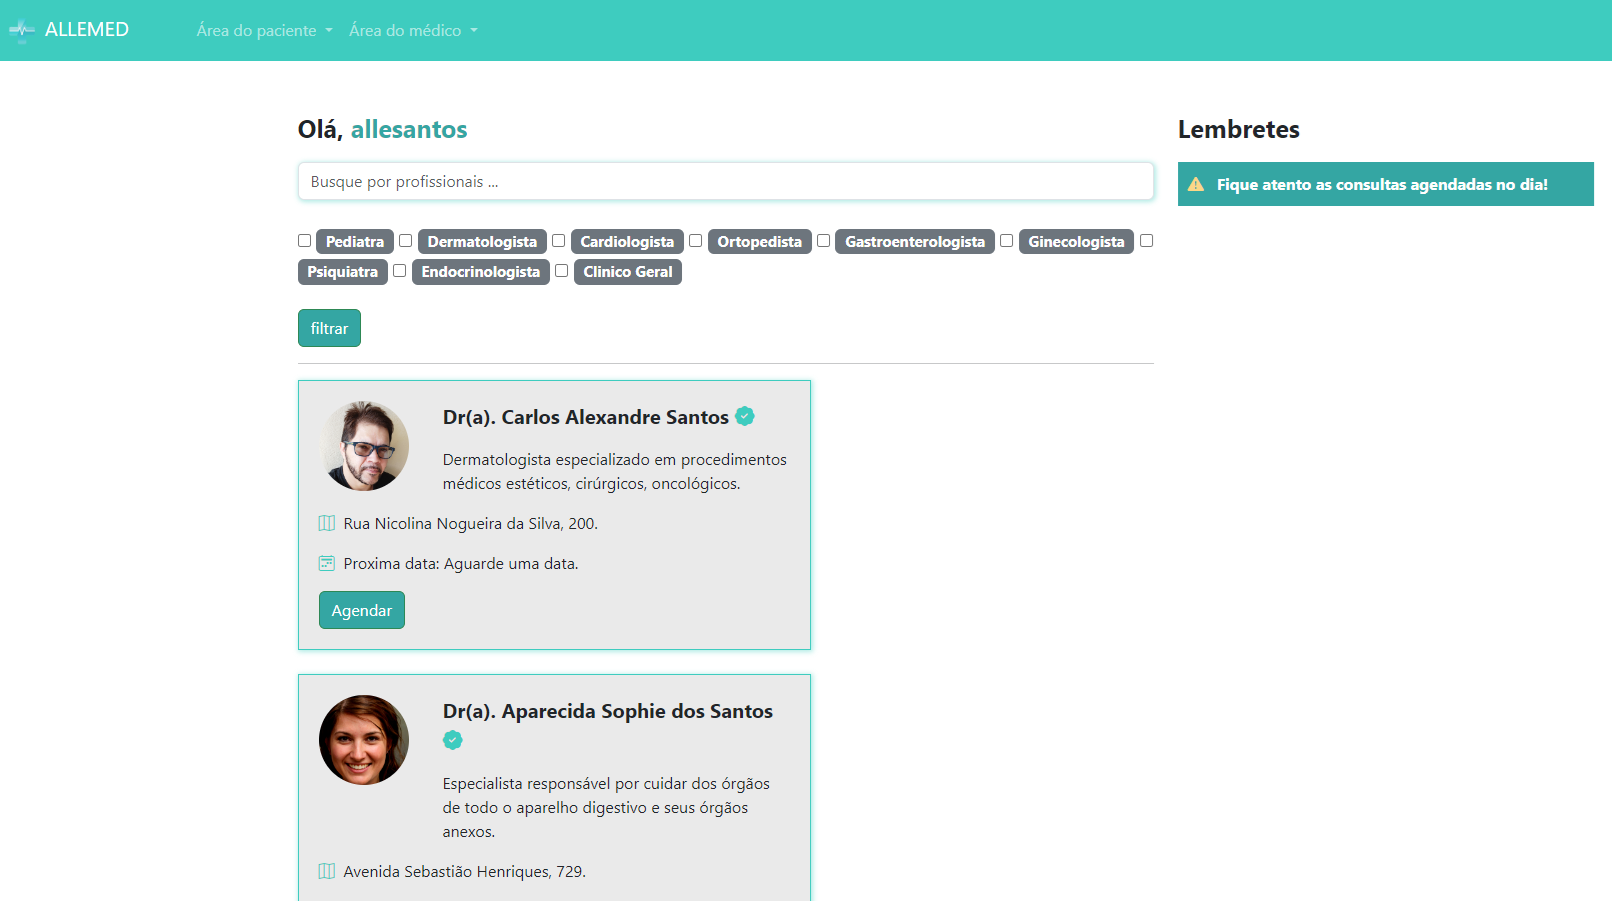 ALLEMED
Área do paciente
Área do médico
Olá, allesantos
Busque por profissionais ...
Pediatra Dermatologista Cardiologista Ortopedista Gastroenterologista Ginecologista
Psiquiatra Endocrinologista Clinico Geral
filtrar
Dr(a). Carlos Alexandre Santos
Dermatologista especializado em procedimentos
médicos estéticos, cirúrgicos, oncológicos.
Rua Nicolina Nogueira da Silva, 200.
Proxima data: Aguarde uma data.
Agendar
Dr(a). Aparecida Sophie dos Santos
Especialista responsável por cuidar dos órgãos
de todo o aparelho digestivo e seus órgãos
anexos.
Avenida Sebastião Henriques, 729.
Lembretes
Fique atento as consultas agendadas no dia!